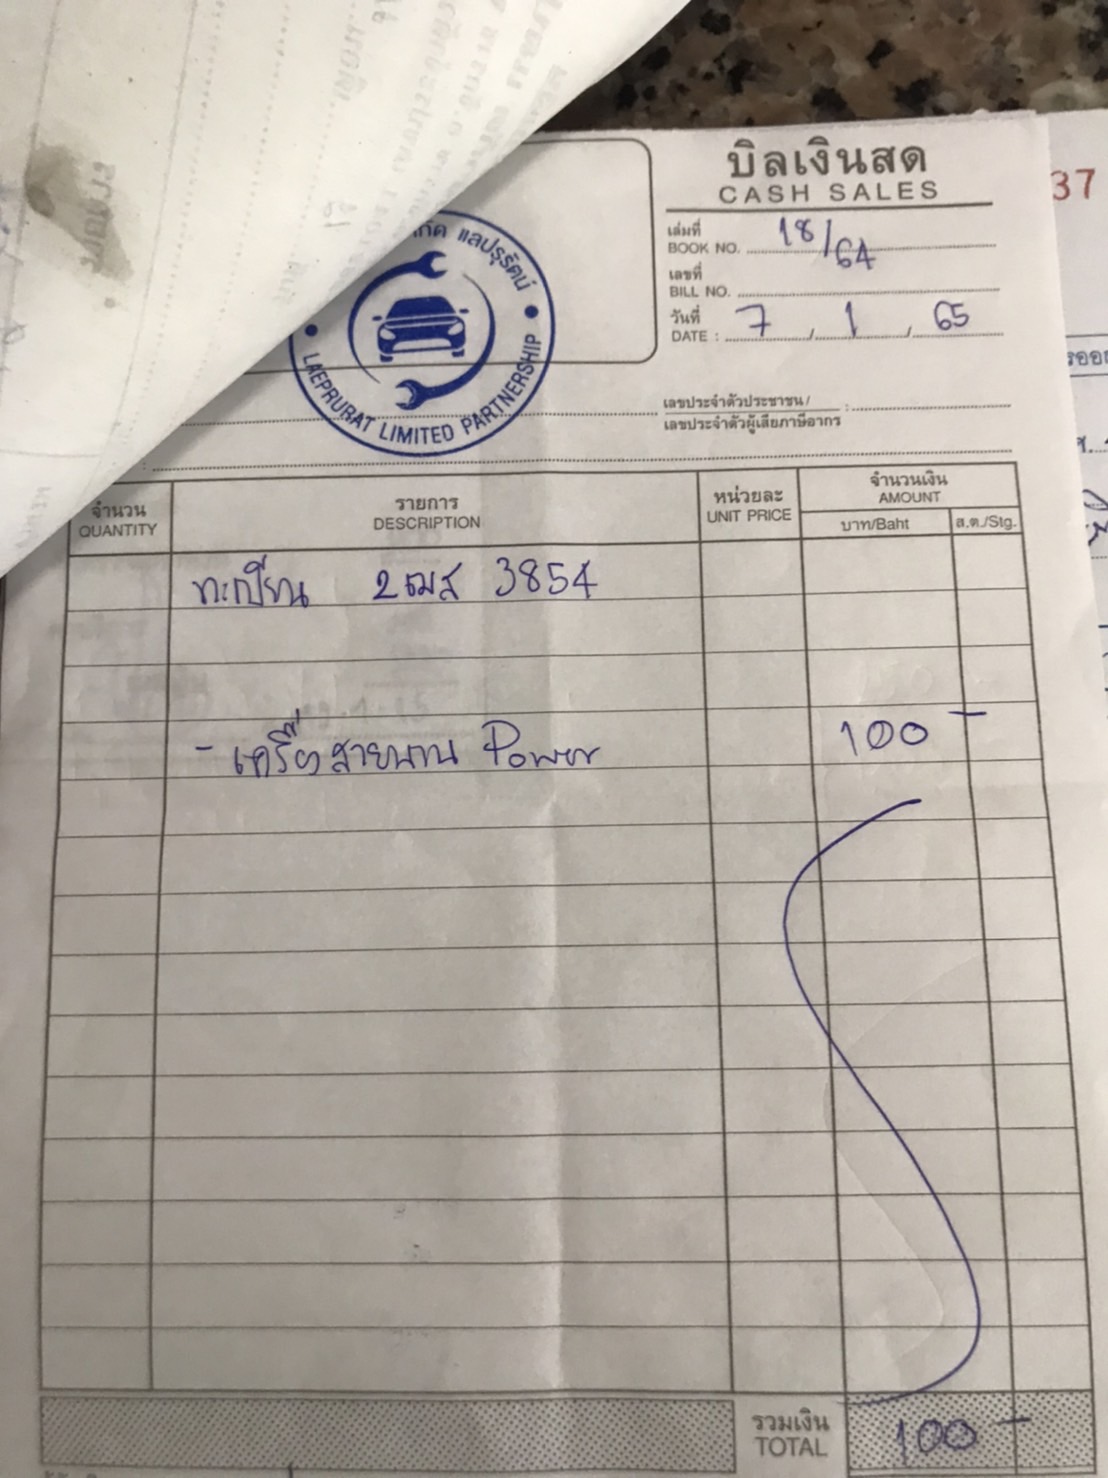 บิลเงินสด
CASH SALES
37
เล่มที่
BOOK NO. 18/64
เลขที่
BILL NO.
วันที่
DATE : 7 / 1 / 65
แลปรุรัตน์
LAEPRURAT LIMITED PARTNERSHIP
เลขประจำตัวประชาชน /
เลขประจำตัวผู้เสียภาษีอากร :
จำนวน รายการ หน่วยละ จำนวนเงิน
QUANTITY DESCRIPTION UNIT PRICE AMOUNT
บาท/Baht ส.ต./Stg.
ทะเบียน 2ฒส 3854
- สายพาน Power 100 -
รวมเงิน
TOTAL 100 -